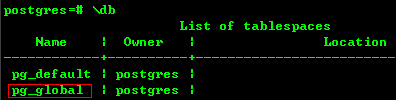 postgres=# \db
List of tablespaces
Name | Owner | Location
------------+----------+---------------------
pg_default | postgres |
pg_global | postgres |